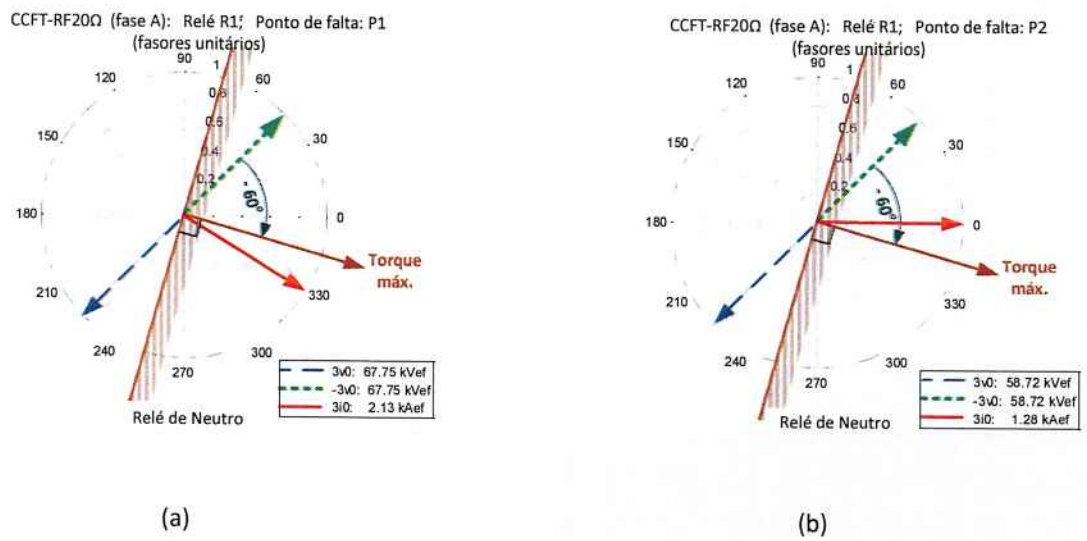 CCFT-RF20Ω (fase A): Relé R1; Ponto de falta: P1
(fasores unitários)
90
1
120
60
0.8
0.6
150
30
0.4
0.2
- 60°
180
0
Torque
máx.
210
330
240
300
270
3v0: 67.75 kVef
-3v0: 67.75 kVef
3i0: 2.13 kAef
Relé de Neutro
(a)
CCFT-RF20Ω (fase A): Relé R1; Ponto de falta: P2
(fasores unitários)
90
1
120
60
0.8
0.6
150
30
0.4
0.2
- 60°
180
0
Torque
máx.
210
330
240
300
270
3v0: 58.72 kVef
-3v0: 58.72 kVef
3i0: 1.28 kAef
Relé de Neutro
(b)